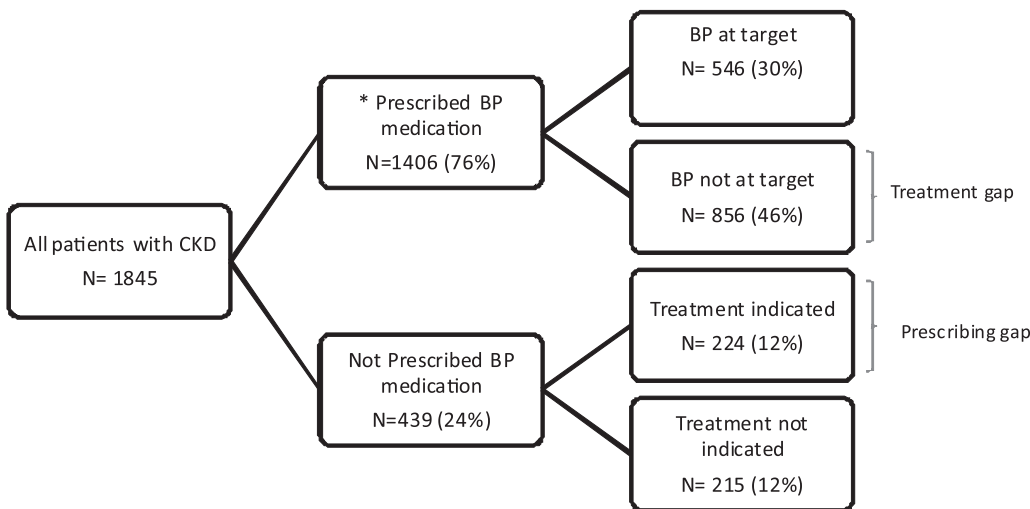 All patients with CKD
N= 1845
* Prescribed BP
medication
N=1406 (76%)
Not Prescribed BP
medication
N=439 (24%)
BP at target
N= 546 (30%)
BP not at target
N= 856 (46%)
Treatment gap
Treatment indicated
N= 224 (12%)
Prescribing gap
Treatment not
indicated
N= 215 (12%)